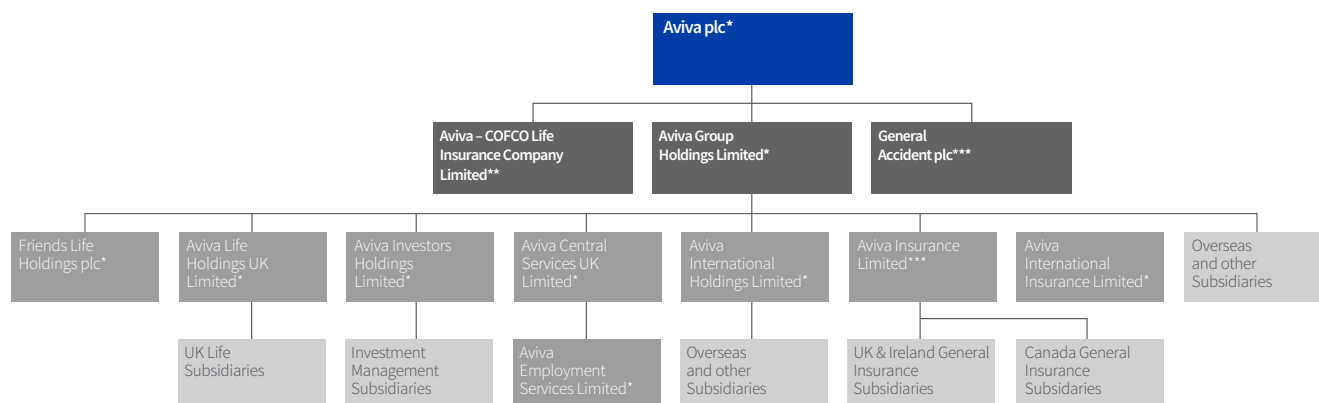 Aviva plc*
Aviva – COFCO Life
Insurance Company
Limited**
Aviva Group
Holdings Limited*
General
Accident plc***
Friends Life
Holdings plc*
Aviva Life
Holdings UK
Limited*
Aviva Investors
Holdings
Limited*
Aviva Central
Services UK
Limited*
Aviva
International
Holdings Limited*
Aviva Insurance
Limited***
Aviva
International
Insurance Limited*
Overseas
and other
Subsidiaries
UK Life
Subsidiaries
Investment
Management
Subsidiaries
Aviva
Employment
Services Limited*
Overseas
and other
Subsidiaries
UK & Ireland General
Insurance
Subsidiaries
Canada General
Insurance
Subsidaries